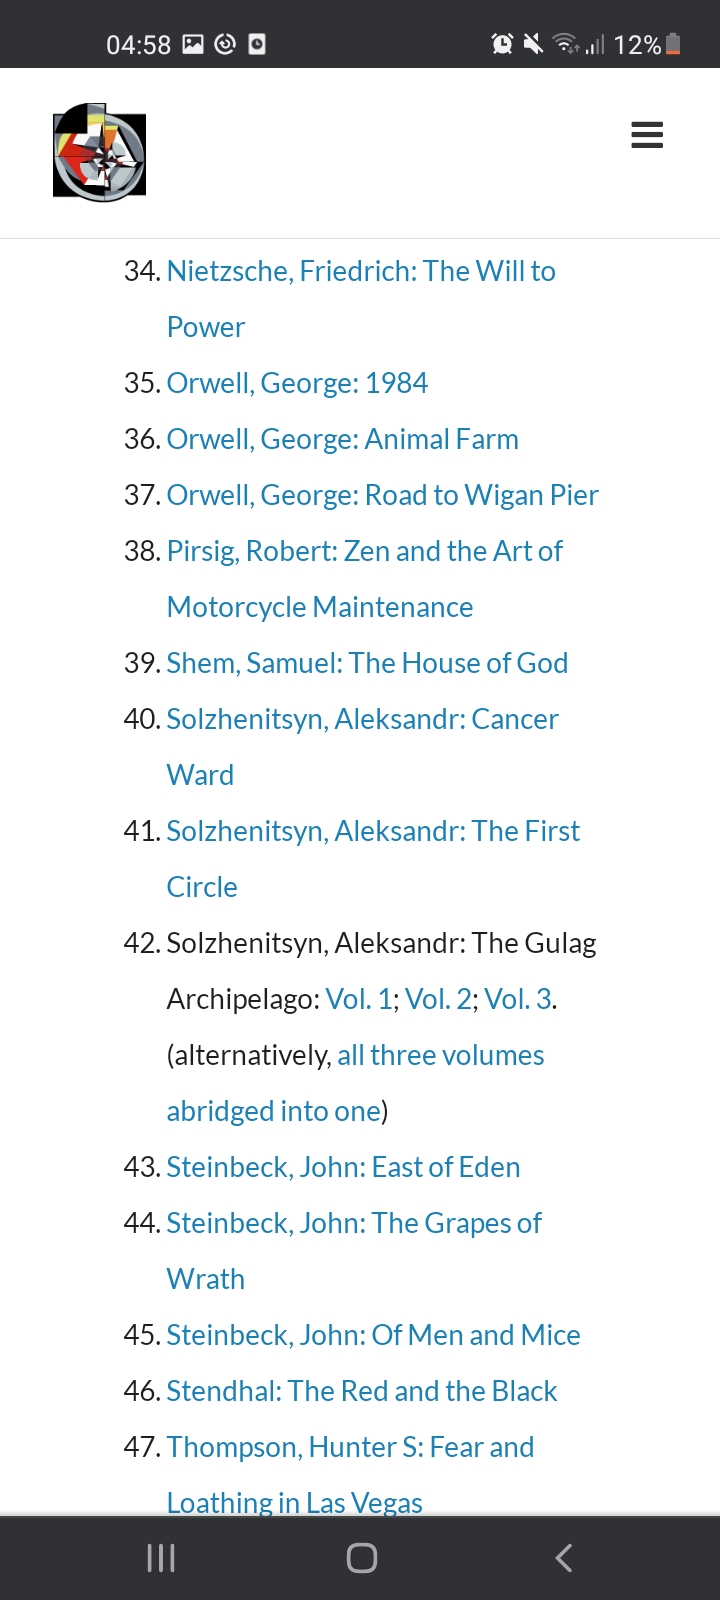 04:58 12%
34. Nietzsche, Friedrich: The Will to
Power
35. Orwell, George: 1984
36. Orwell, George: Animal Farm
37. Orwell, George: Road to Wigan Pier
38. Pirsig, Robert: Zen and the Art of
Motorcycle Maintenance
39. Shem, Samuel: The House of God
40. Solzhenitsyn, Aleksandr: Cancer
Ward
41. Solzhenitsyn, Aleksandr: The First
Circle
42. Solzhenitsyn, Aleksandr: The Gulag
Archipelago: Vol. 1; Vol. 2; Vol. 3.
(alternatively, all three volumes
abridged into one)
43. Steinbeck, John: East of Eden
44. Steinbeck, John: The Grapes of
Wrath
45. Steinbeck, John: Of Men and Mice
46. Stendhal: The Red and the Black
47. Thompson, Hunter S: Fear and
Loathing in Las Vegas